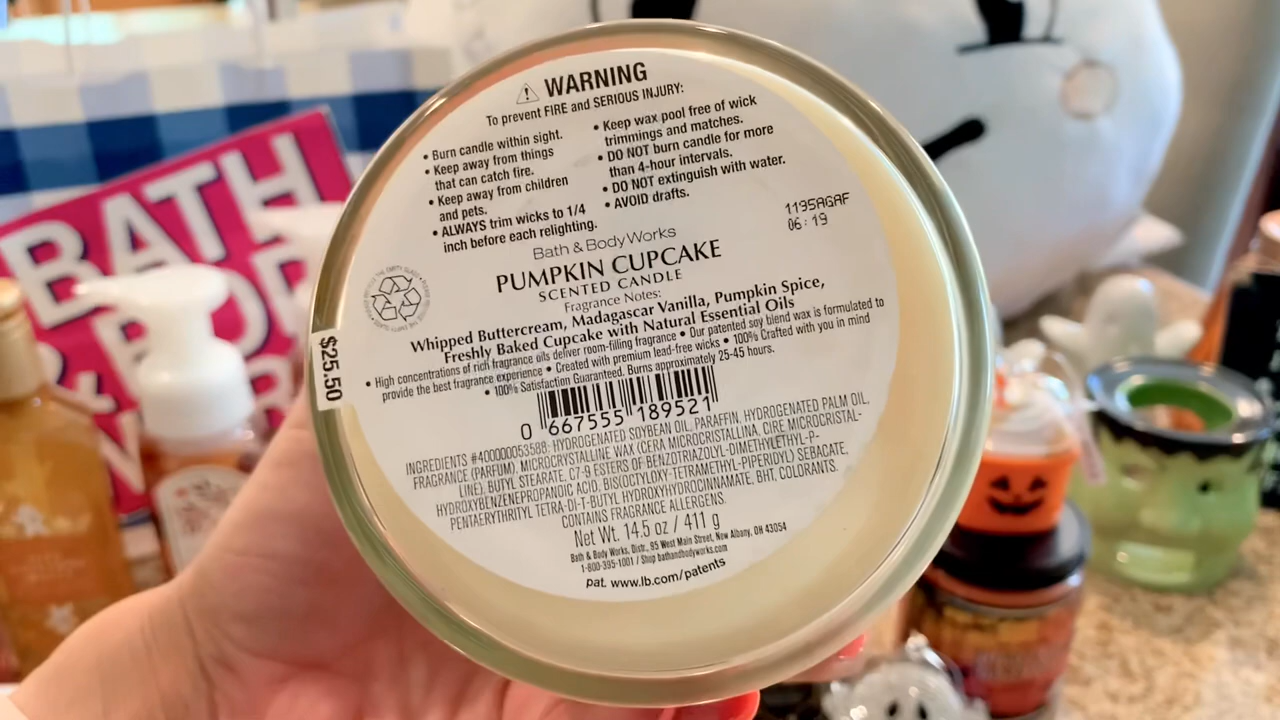 WARNING
To prevent FIRE and SERIOUS INJURY:
• Burn candle within sight.
• Keep away from things
that can catch fire.
• Keep away from children
and pets.
• ALWAYS trim wicks to 1/4
inch before each relighting.
• Keep wax pool free of wick
trimmings and matches.
• DO NOT burn candle for more
than 4-hour intervals.
• DO NOT extinguish with water.
• AVOID drafts.
1195AGAF
06:19
Bath & Body Works
PUMPKIN CUPCAKE
SCENTED CANDLE
Fragrance Notes:
Whipped Buttercream, Madagascar Vanilla, Pumpkin Spice,
Freshly Baked Cupcake with Natural Essential Oils
• High concentrations of rich fragrance oils deliver room-filling fragrance • Our patented soy blend wax is formulated to
provide the best fragrance experience • Created with premium lead-free wicks • 100% Crafted with you in mind
• 100% Satisfaction Guaranteed. Burns approximately 25-45 hours.
$25.50
0 667555 189521
INGREDIENTS #400000053588: HYDROGENATED SOYBEAN OIL, PARAFFIN, HYDROGENATED PALM OIL,
FRAGRANCE (PARFUM), MICROCRYSTALLINE WAX (CERA MICROCRISTALLINA, CIRE MICROCRISTAL-
LINE), BUTYL STEARATE, C7-9 ESTERS OF BENZOTRIAZOLYL-DIMETHYLETHYL-P-
HYDROXYBENZENEPROPANOIC ACID, BISIOCTYLOXY-TETRAMETHYL-PIPERIDYL) SEBACATE,
PENTAERYTHRITYL TETRA-DI-T-BUTYL HYDROXYHYDROCINNAMATE, BHT, COLORANTS.
CONTAINS FRAGRANCE ALLERGENS.
Net Wt. 14.5 oz / 411 g
Bath & Body Works, Distr., 95 West Main Street, New Albany, OH 43054
1-800-395-1001 / Shop bathandbodyworks.com
pat. www.lb.com/patents
BATH
&